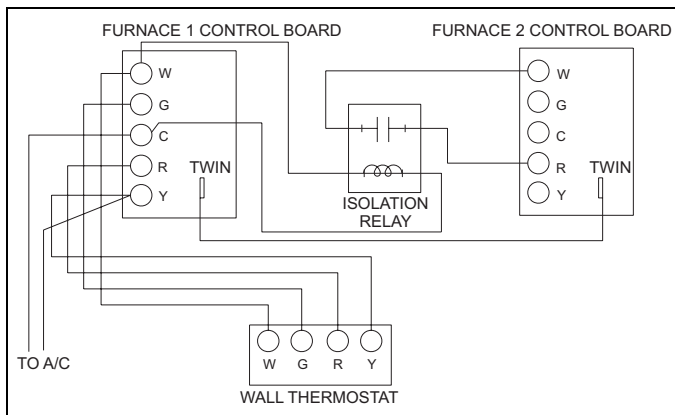 FURNACE 1 CONTROL BOARD
W
G
C
R
Y
TWIN
TO A/C
ISOLATION
RELAY
FURNACE 2 CONTROL BOARD
W
G
C
R
Y
TWIN
W G R Y
WALL THERMOSTAT